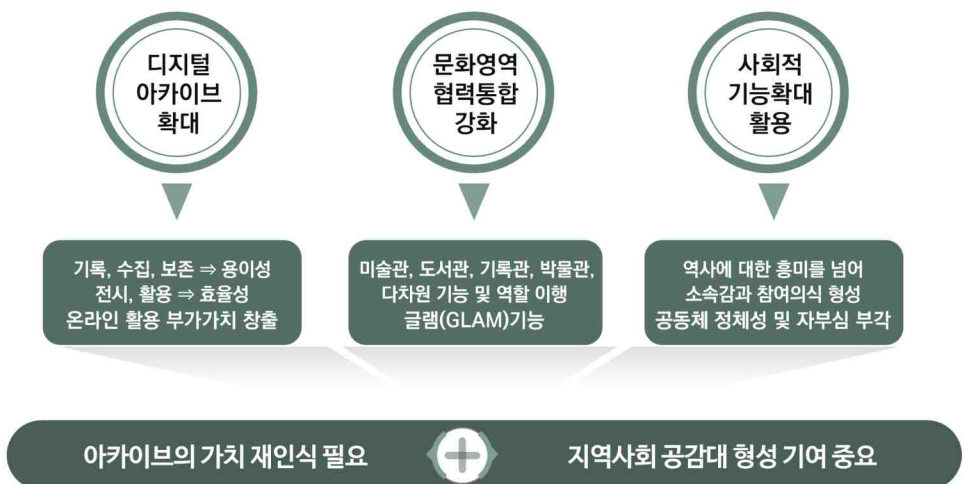 디지털
아카이브
확대
문화영역
협력통합
강화
사회적
기능확대
활용
기록, 수집, 보존 ⇒ 용이성
전시, 활용 ⇒ 효율성
온라인 활용 부가가치 창출
미술관, 도서관, 기록관, 박물관,
다차원 기능 및 역할 이행
글램(GLAM)기능
역사에 대한 흥미를 넘어
소속감과 참여의식 형성
공동체 정체성 및 자부심 부각
아카이브의 가치 재인식 필요
지역사회 공감대 형성 기여 중요